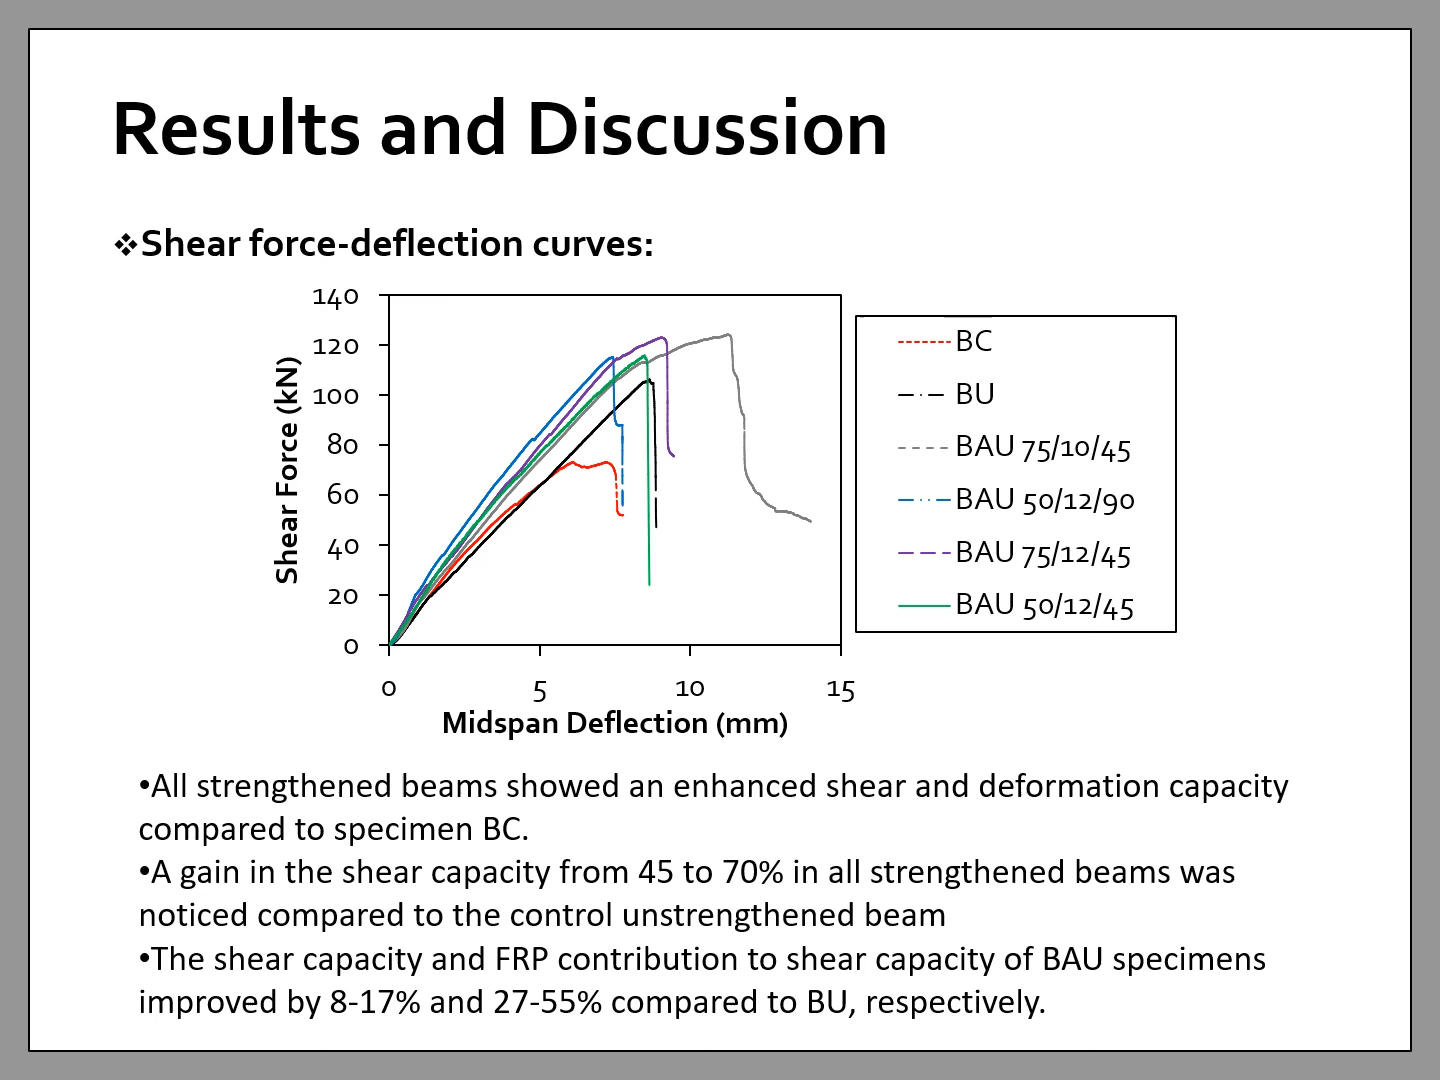 Results and Discussion
❖Shear force-deflection curves:
140
120
100
80
60
40
20
0
Shear Force (kN)
0 5 10 15
Midspan Deflection (mm)
BC
BU
BAU 75/10/45
BAU 50/12/90
BAU 75/12/45
BAU 50/12/45
•All strengthened beams showed an enhanced shear and deformation capacity
compared to specimen BC.
•A gain in the shear capacity from 45 to 70% in all strengthened beams was
noticed compared to the control unstrengthened beam
•The shear capacity and FRP contribution to shear capacity of BAU specimens
improved by 8-17% and 27-55% compared to BU, respectively.